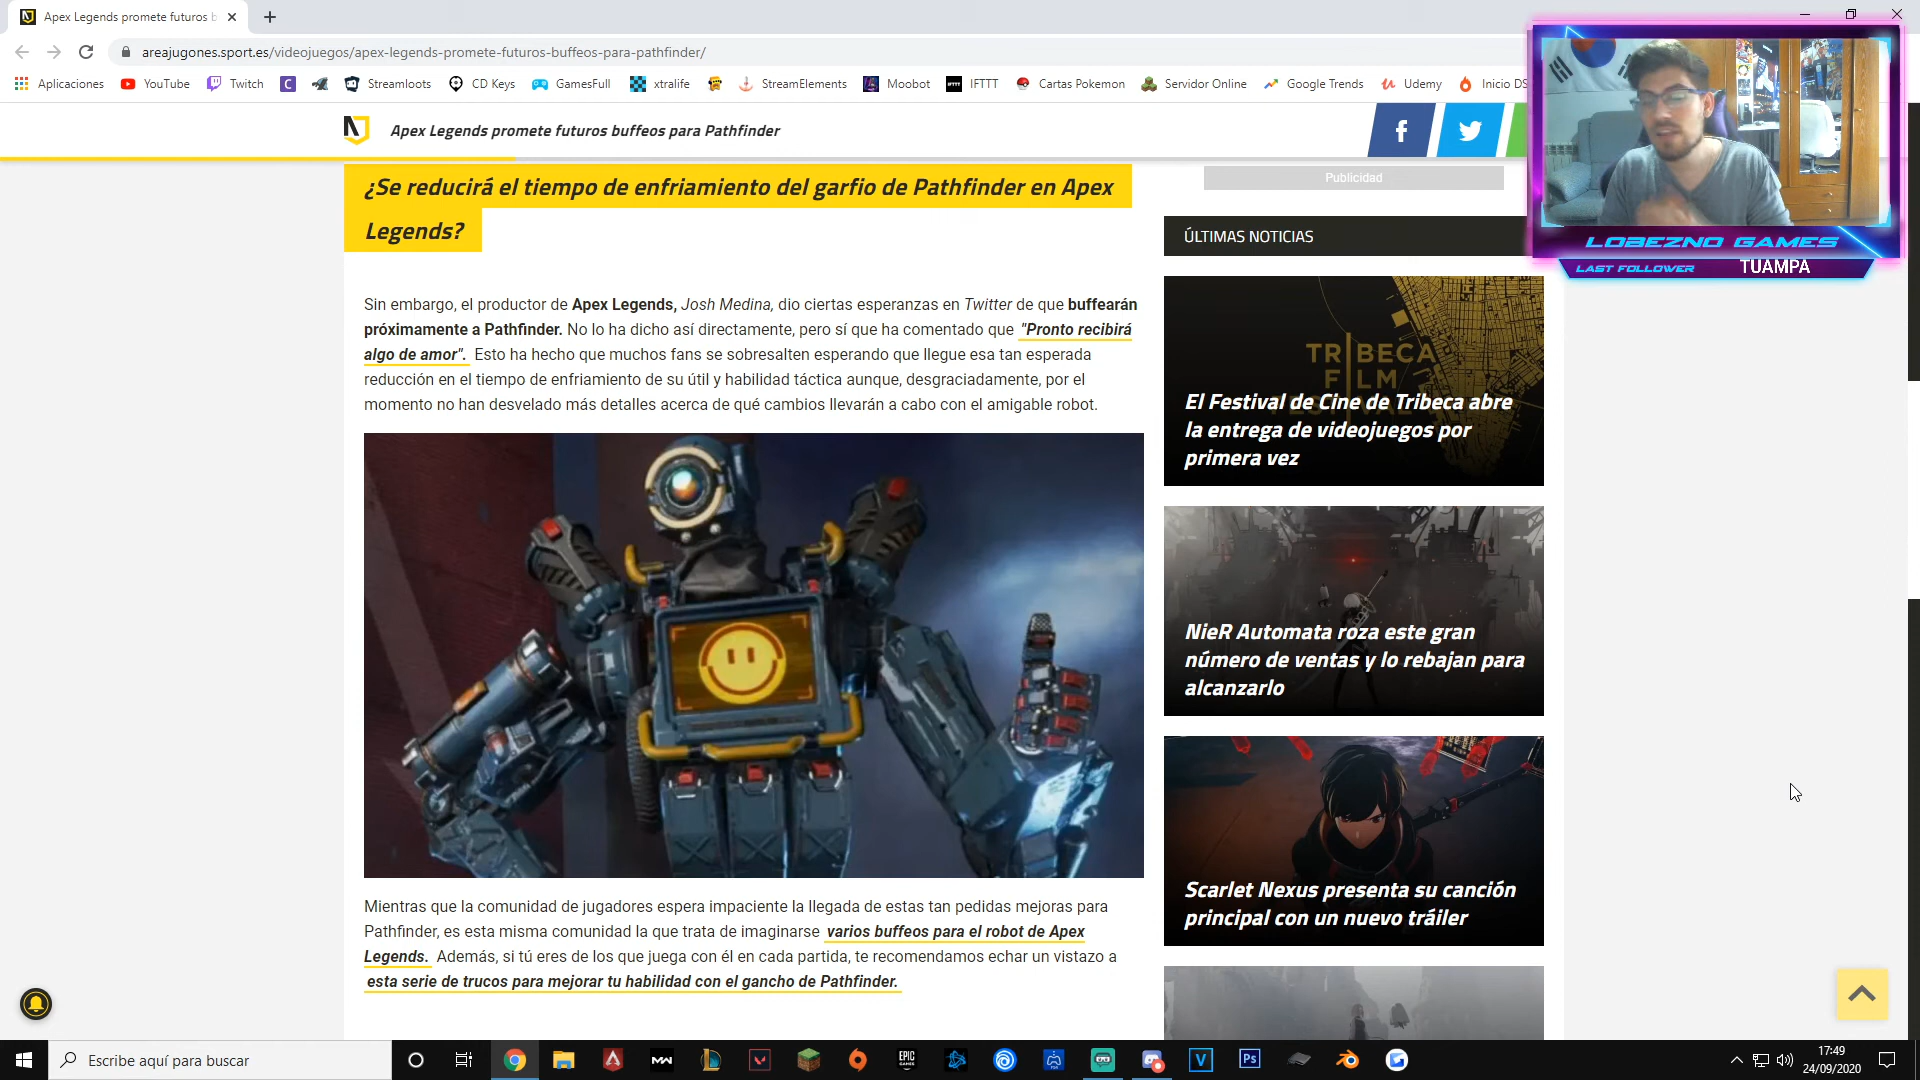 Apex Legends promete futuros b
areajugones.sport.es/videojuegos/apex-legends-promete-futuros-buffeos-para-pathfinder/
Aplicaciones YouTube Twitch Streamloots CD Keys GamesFull xtralife StreamElements Moobot IFTTT Cartas Pokemon Servidor Online Google Trends Udemy Inicio DS
Apex Legends promete futuros buffeos para Pathfinder
¿Se reducirá el tiempo de enfriamiento del garfio de Pathfinder en Apex
Legends?
Sin embargo, el productor de Apex Legends, Josh Medina, dio ciertas esperanzas en Twitter de que buffearán
próximamente a Pathfinder. No lo ha dicho así directamente, pero sí que ha comentado que "Pronto recibirá
algo de amor". Esto ha hecho que muchos fans se sobresalten esperando que llegue esa tan esperada
reducción en el tiempo de enfriamiento de su útil y habilidad táctica aunque, desgraciadamente, por el
momento no han desvelado más detalles acerca de qué cambios llevarán a cabo con el amigable robot.
Mientras que la comunidad de jugadores espera impaciente la llegada de estas tan pedidas mejoras para
Pathfinder, es esta misma comunidad la que trata de imaginarse varios buffeos para el robot de Apex
Legends. Además, si tú eres de los que juega con él en cada partida, te recomendamos echar un vistazo a
esta serie de trucos para mejorar tu habilidad con el gancho de Pathfinder.
Publicidad
ÚLTIMAS NOTICIAS
TRIBECA
FILM
FESTIVAL
El Festival de Cine de Tribeca abre
la entrega de videojuegos por
primera vez
NieR Automata roza este gran
número de ventas y lo rebajan para
alcanzarlo
Scarlet Nexus presenta su canción
principal con un nuevo tráiler
LOBEZNO GAMES
LAST FOLLOWER TUAMPA
Escribe aquí para buscar
MW
EPIC
GAMES
V
Ps
17:49
24/09/2020